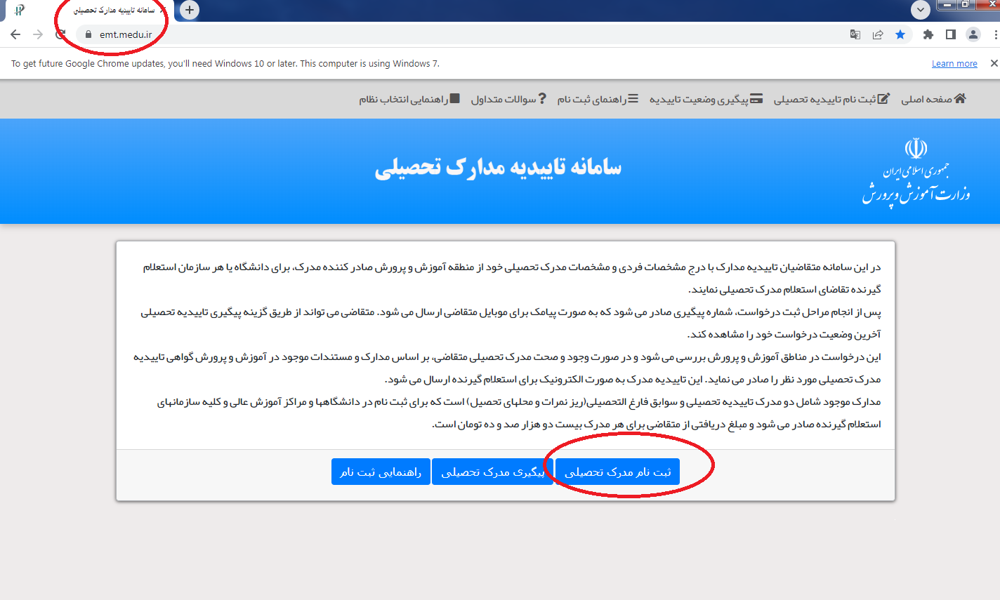 سامانه تاییدیه مدارک تحصیلی
emt.medu.ir
To get future Google Chrome updates, you'll need Windows 10 or later. This computer is using Windows 7.
Learn more
صفحه اصلی ثبت نام تاییدیه تحصیلی پیگیری وضعیت تاییدیه راهنمای ثبت نام سوالات متداول راهنمایی انتخاب نظام
جمهوری اسلامی ایران
وزارت آموزش و پرورش
سامانه تاییدیه مدارک تحصیلی
در این سامانه متقاضیان تاییدیه مدارک با درج مشخصات فردی و مشخصات مدرک تحصیلی خود از منطقه آموزش و پرورش صادر کننده مدرک، برای دانشگاه یا هر سازمان استعلام
گیرنده تقاضای استعلام مدرک تحصیلی نمایند.
پس از انجام مراحل ثبت درخواست، شماره پیگیری صادر می شود که به صورت پیامک برای موبایل متقاضی ارسال می شود. متقاضی می تواند از طریق گزینه پیگیری تاییدیه تحصیلی
آخرین وضعیت درخواست خود را مشاهده کند.
این درخواست در مناطق آموزش و پرورش بررسی می شود و در صورت وجود و صحت مدرک تحصیلی متقاضی، بر اساس مدارک و مستندات موجود در آموزش و پرورش گواهی تاییدیه
مدرک تحصیلی مورد نظر را صادر می نماید. این تاییدیه مدرک به صورت الکترونیک برای استعلام گیرنده ارسال می شود.
مدارک موجود شامل دو مدرک تاییدیه تحصیلی و سوابق فارغ التحصیلی(ریز نمرات و محلهای تحصیل) است که برای ثبت نام در دانشگاهها و مراکز آموزش عالی و کلیه سازمانهای
استعلام گیرنده صادر می شود و مبلغ دریافتی از متقاضی برای هر مدرک بیست دو هزار صد و ده تومان است.
ثبت نام مدرک تحصیلی پیگیری مدرک تحصیلی راهنمایی ثبت نام